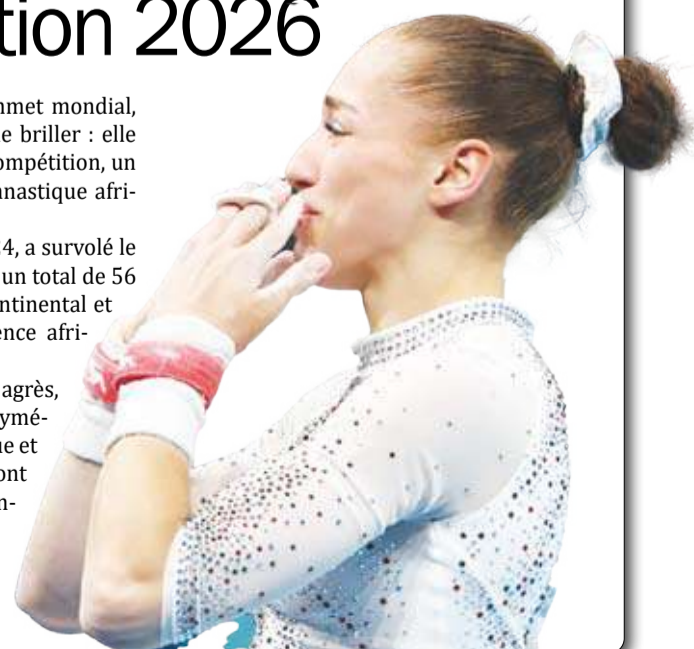 tion 2026
mmet mondial,
e briller : elle
ompétition, un
nnastique afri-
4, a survolé le
un total de 56
ntinental et
ence afri-
agrès,
ymé-
ue et
ont
n-